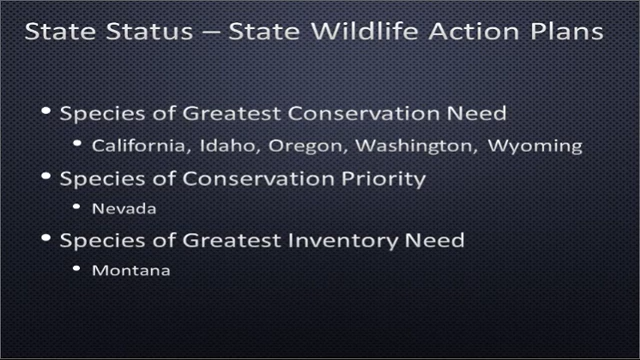 State Status – State Wildlife Action Plans
• Species of Greatest Conservation Need
• California, Idaho, Oregon, Washington, Wyoming
• Species of Conservation Priority
• Nevada
• Species of Greatest Inventory Need
• Montana